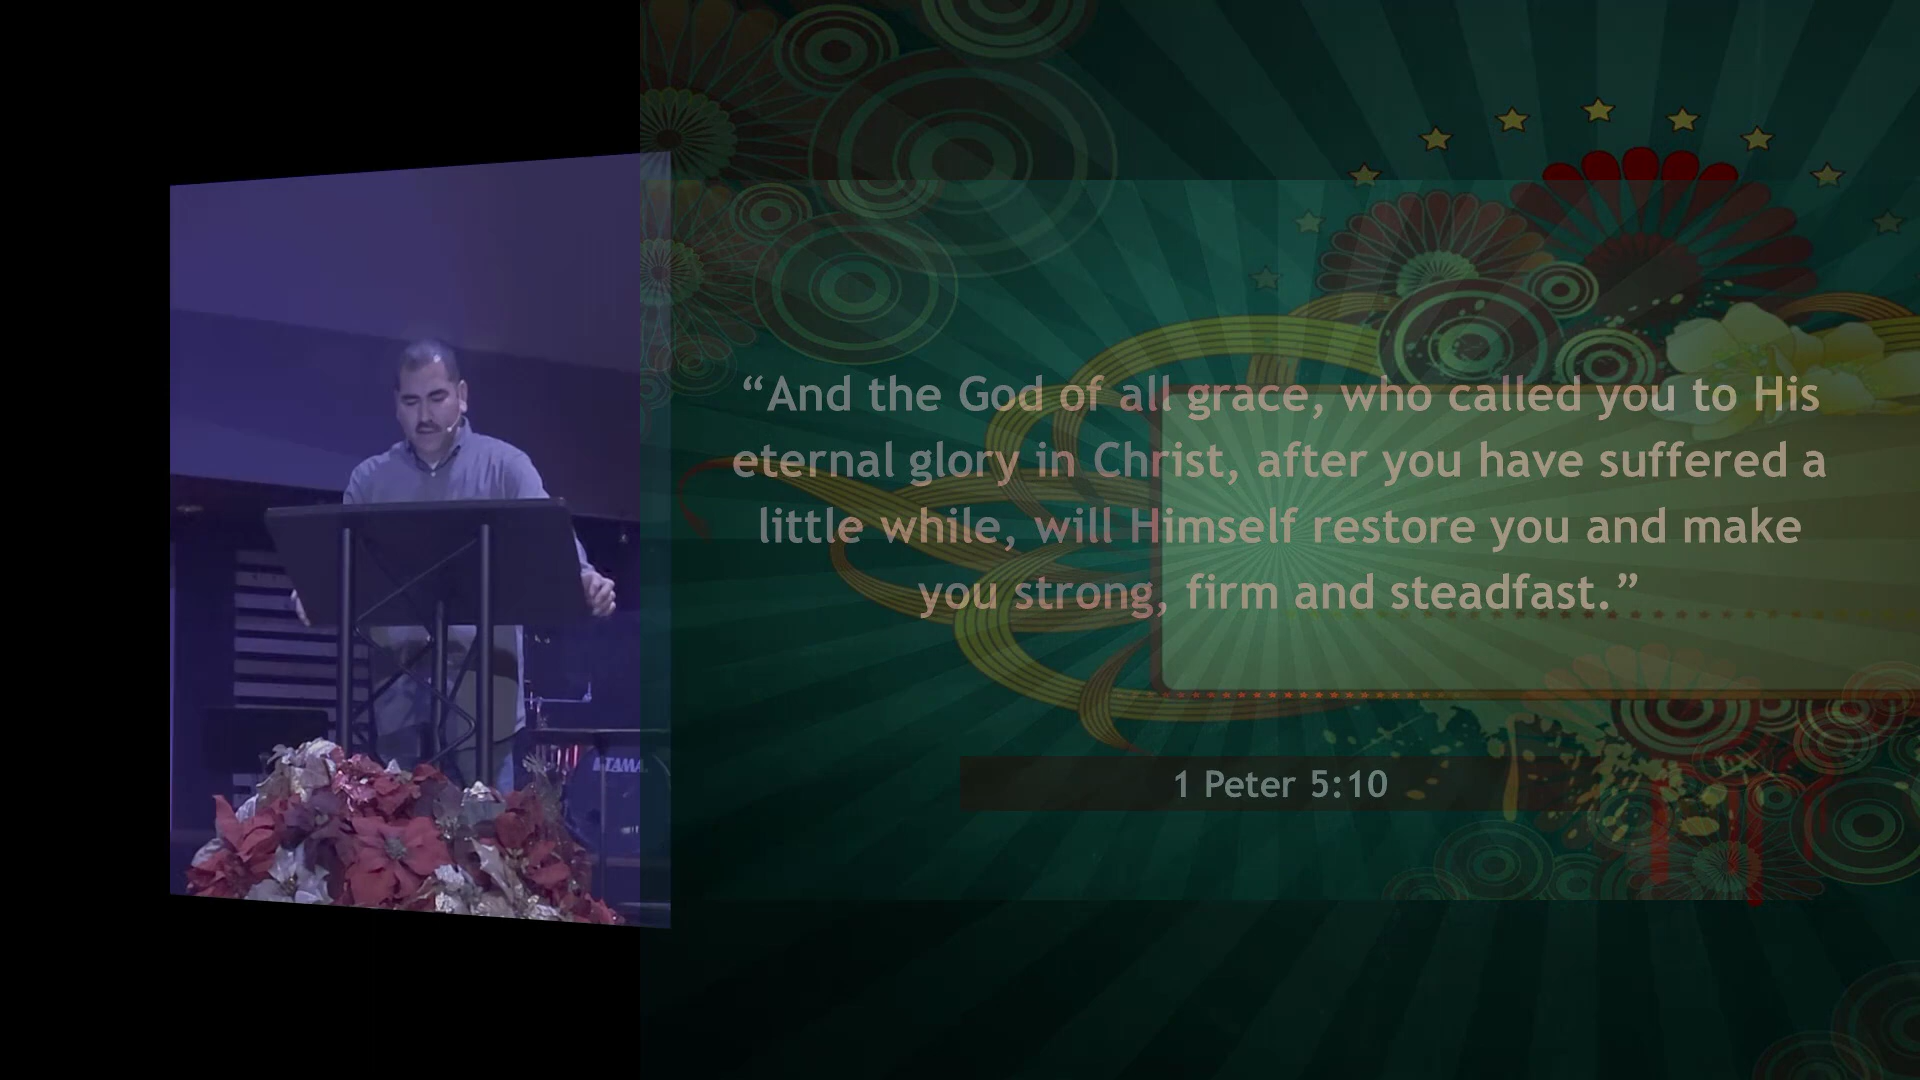 “And the God of all grace, who called you to His
eternal glory in Christ, after you have suffered a
little while, will Himself restore you and make
you strong, firm and steadfast.”
1 Peter 5:10
TAMA